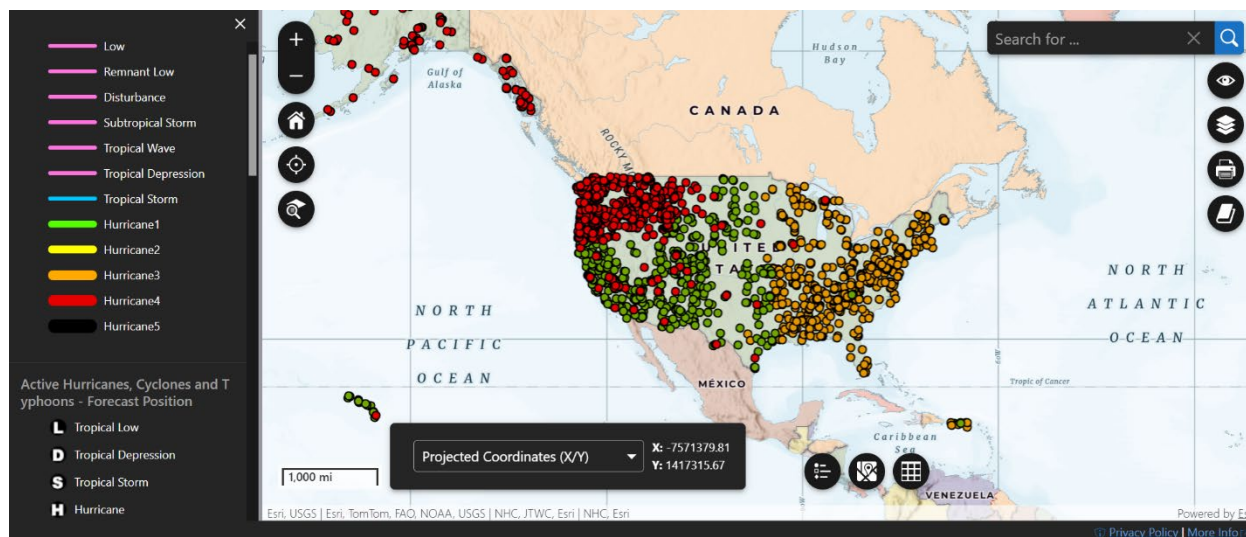 Low
Remnant Low
Disturbance
Subtropical Storm
Tropical Wave
Tropical Depression
Tropical Storm
Hurricane1
Hurricane2
Hurricane3
Hurricane4
Hurricane5
Active Hurricanes, Cyclones and T
yphoons - Forecast Position
L Tropical Low
D Tropical Depression
S Tropical Storm
H Hurricane
Search for ...
Hudson
Bay
Gulf of
Alaska
CANADA
ROCKY M
UNITED
STA
NORTH
PACIFIC
OCEAN
NORTH
ATLANTIC
OCEAN
MÉXICO
Tropic of Cancer
Caribbean
Sea
VENEZUELA
Projected Coordinates (X/Y)
X: -7571379.81
Y: 1417315.67
1,000 mi
Esri, USGS | Esri, TomTom, FAO, NOAA, USGS | NHC, JTWC, Esri | NHC, Esri
Powered by Es
Privacy Policy | More Info